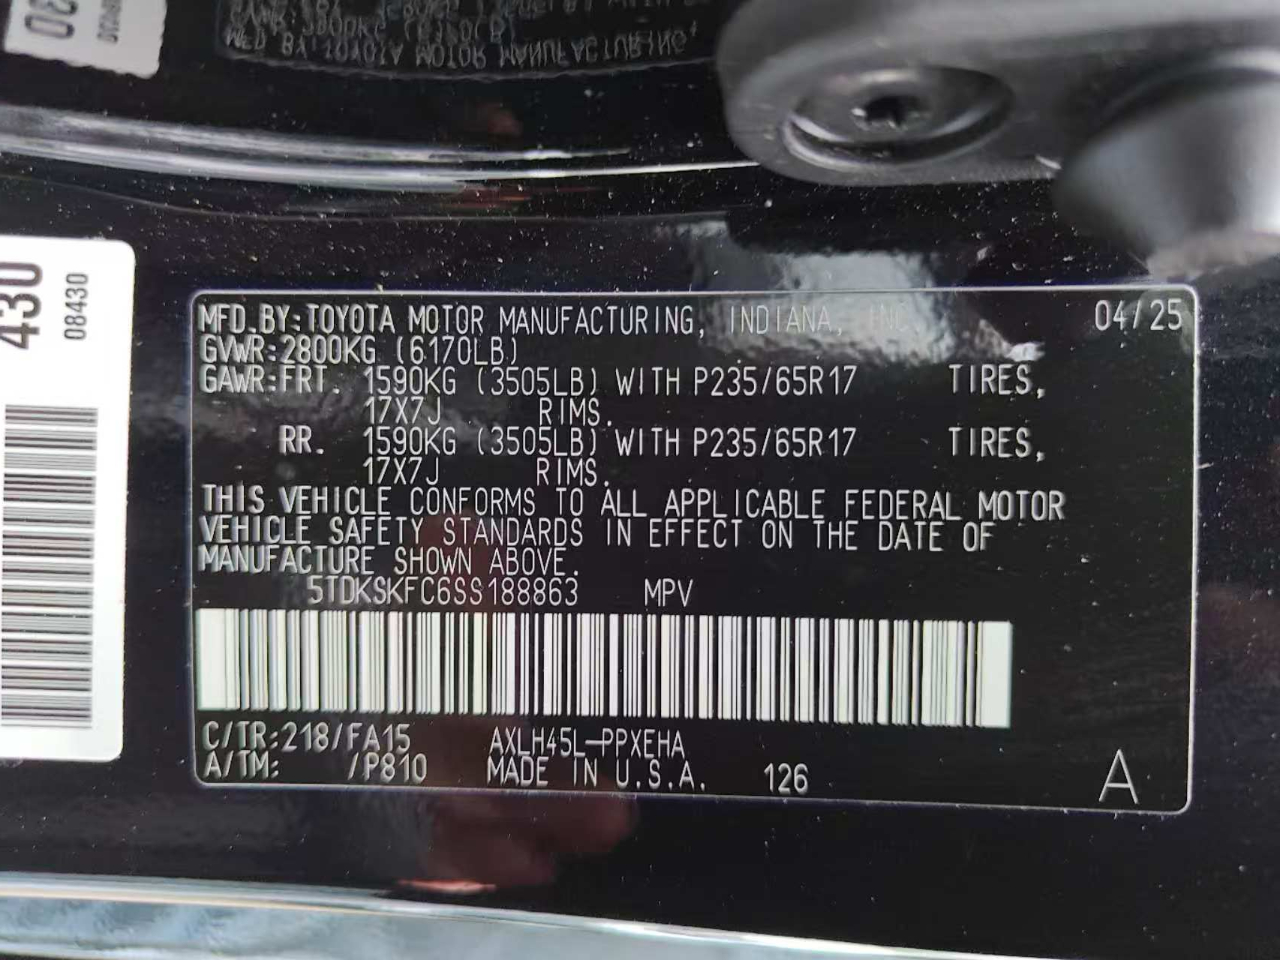 430
08430
MFD.BY:TOYOTA MOTOR MANUFACTURING, INDIANA, INC. 04/25
GVWR:2800KG (6170LB)
GAWR:FRT. 1590KG (3505LB) WITH P235/65R17 TIRES,
17X7J RIMS.
RR. 1590KG (3505LB) WITH P235/65R17 TIRES,
17X7J RIMS.
THIS VEHICLE CONFORMS TO ALL APPLICABLE FEDERAL MOTOR
VEHICLE SAFETY STANDARDS IN EFFECT ON THE DATE OF
MANUFACTURE SHOWN ABOVE.
5TDKSKFC6SS188863 MPV
C/TR:218/FA15 AXLH45L-PPXEHA
A/TM: /P810 MADE IN U.S.A. 126 A